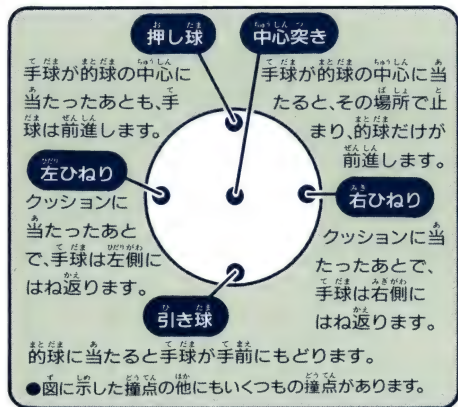 押し球
中心突き
手球が的球の中心に
当たったあとも、手
球は前進します。
手球が的球の中心に当
たると、その場所で止
まり、的球だけが
前進します。
左ひねり
クッションに
当たったあと
で、手球は左側に
はね返ります。
右ひねり
クッションに当
たったあとで、
手球は右側に
はね返ります。
引き球
的球に当たると手球が手前にもどります。
●図に示した撞点の他にもいくつもの撞点があります。